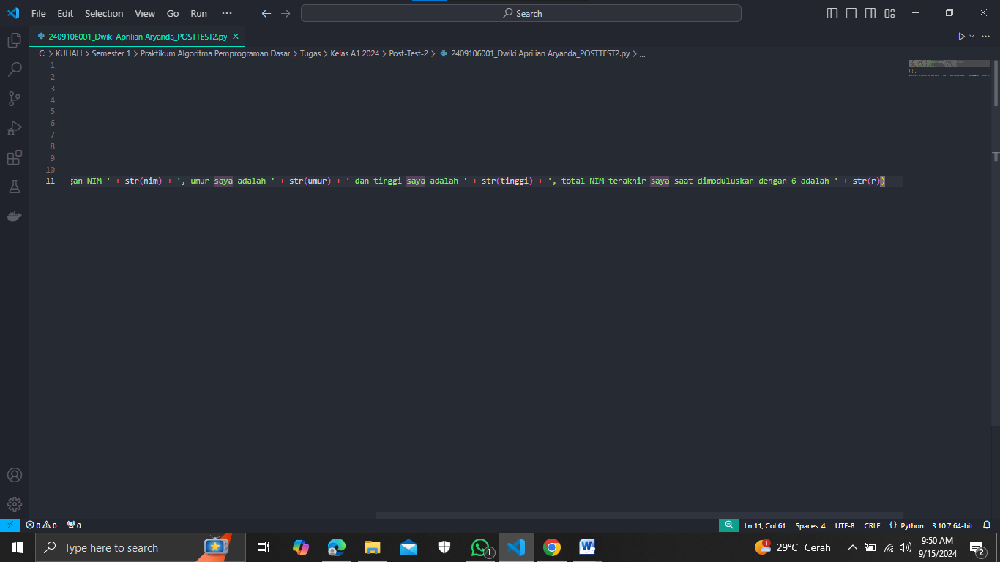 File Edit Selection View Go Run ··· Search
2409106001_Dwiki Aprilian Aryanda_POSTTEST2.py
C: > KULIAH > Semester 1 > Praktikum Algoritma Pemprograman Dasar > Tugas > Kelas A1 2024 > Post-Test-2 > 2409106001_Dwiki Aprilian Aryanda_POSTTEST2.py > ...
1
2
3
4
5
6
7
8
9
10
11 gan NIM ' + str(nim) + ', umur saya adalah ' + str(umur) + ' dan tinggi saya adalah ' + str(tinggi) + ', total NIM terakhir saya saat dimoduluskan dengan 6 adalah ' + str(r))
0 0 0 Ln 11, Col 61 Spaces: 4 UTF-8 CRLF Python 3.10.7 64-bit
Type here to search 1 1 29°C Cerah 9:50 AM 2
9/15/2024